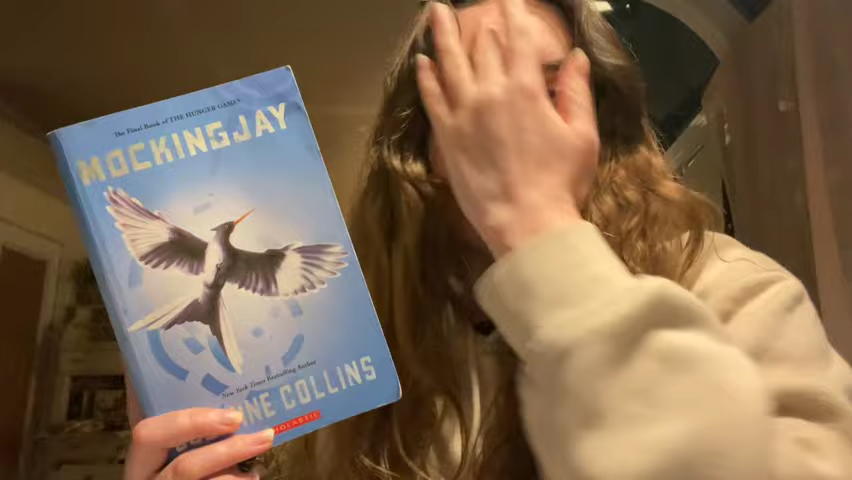 The Final Book of THE HUNGER GAMES
MOCKINGJAY
New York Times Bestselling Author
COLLINS